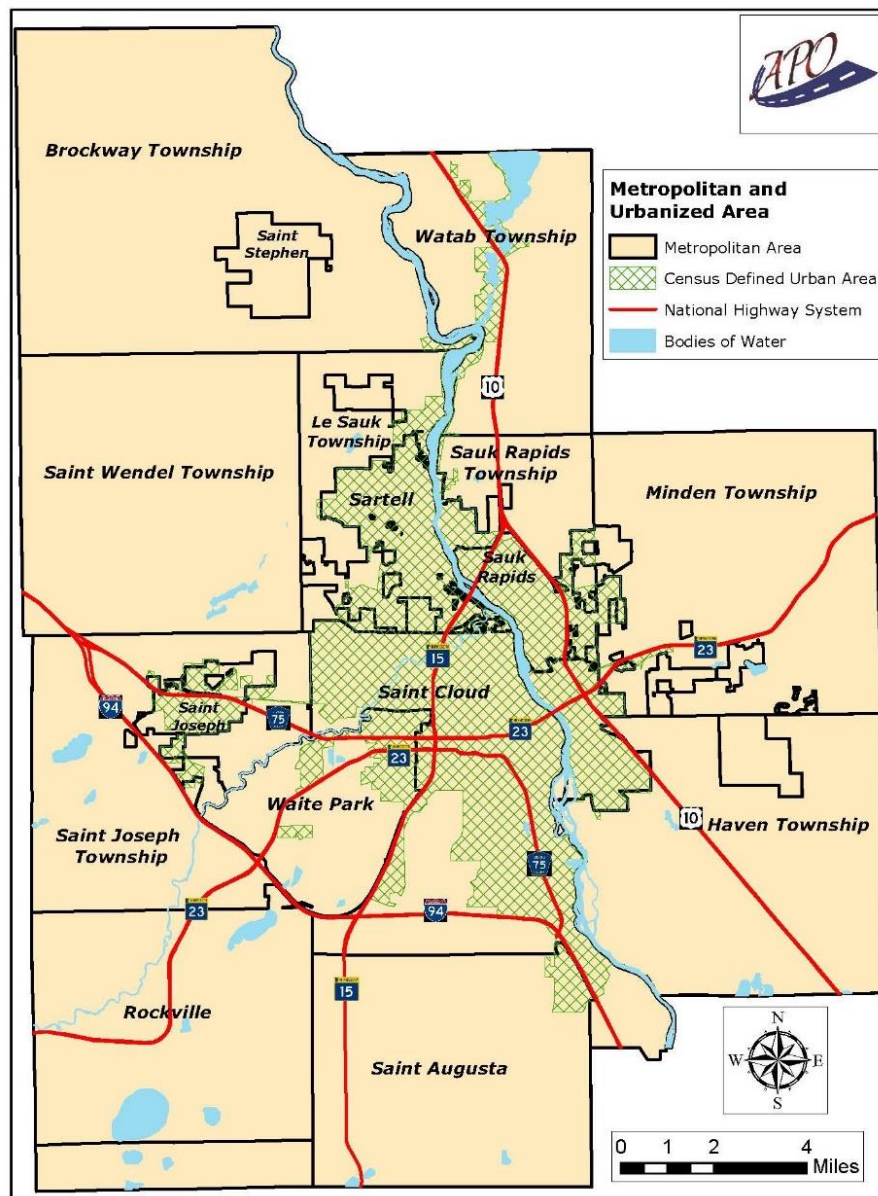 APO
Brockway Township
Saint
Stephen
Watab Township
Metropolitan and
Urbanized Area
Metropolitan Area
Census Defined Urban Area
National Highway System
Bodies of Water
10
Le Sauk
Township
Saint Wendel Township
Sartell
Sauk Rapids
Township
Minden Township
Sauk
Rapids
15
23
94
Saint
Joseph
75
Saint Cloud
23
23
Waite Park
10
Haven Township
Saint Joseph
Township
75
23
94
15
Rockville
Saint Augusta
N
W
E
S
0 1 2 4
Miles